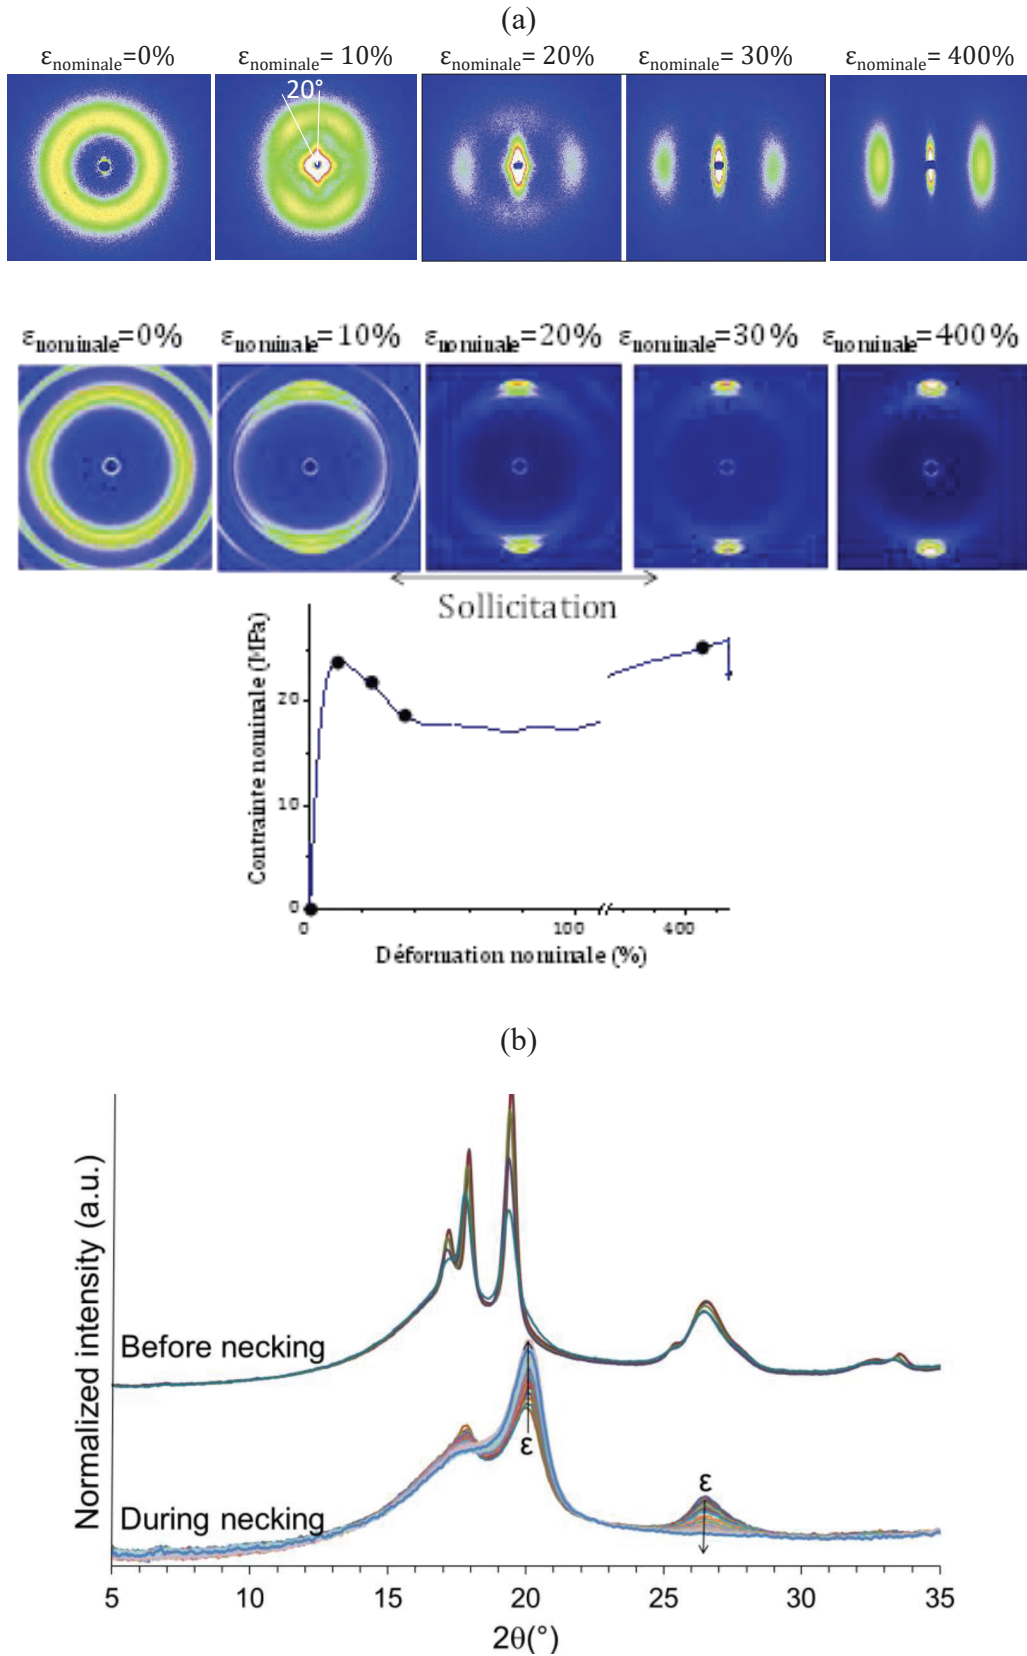 (a)
εnominale=0% εnominale= 10% εnominale= 20% εnominale= 30% εnominale= 400%
20°
εnominale=0% εnominale=10% εnominale=20% εnominale=30% εnominale=400%
Sollicitation
Contrainte nominale (MPa)
20
10
0
0 100 400
Déformation nominale (%)
(b)
Normalized intensity (a.u.)
Before necking
ε
ε
During necking
5 10 15 20 25 30 35
2θ(°)